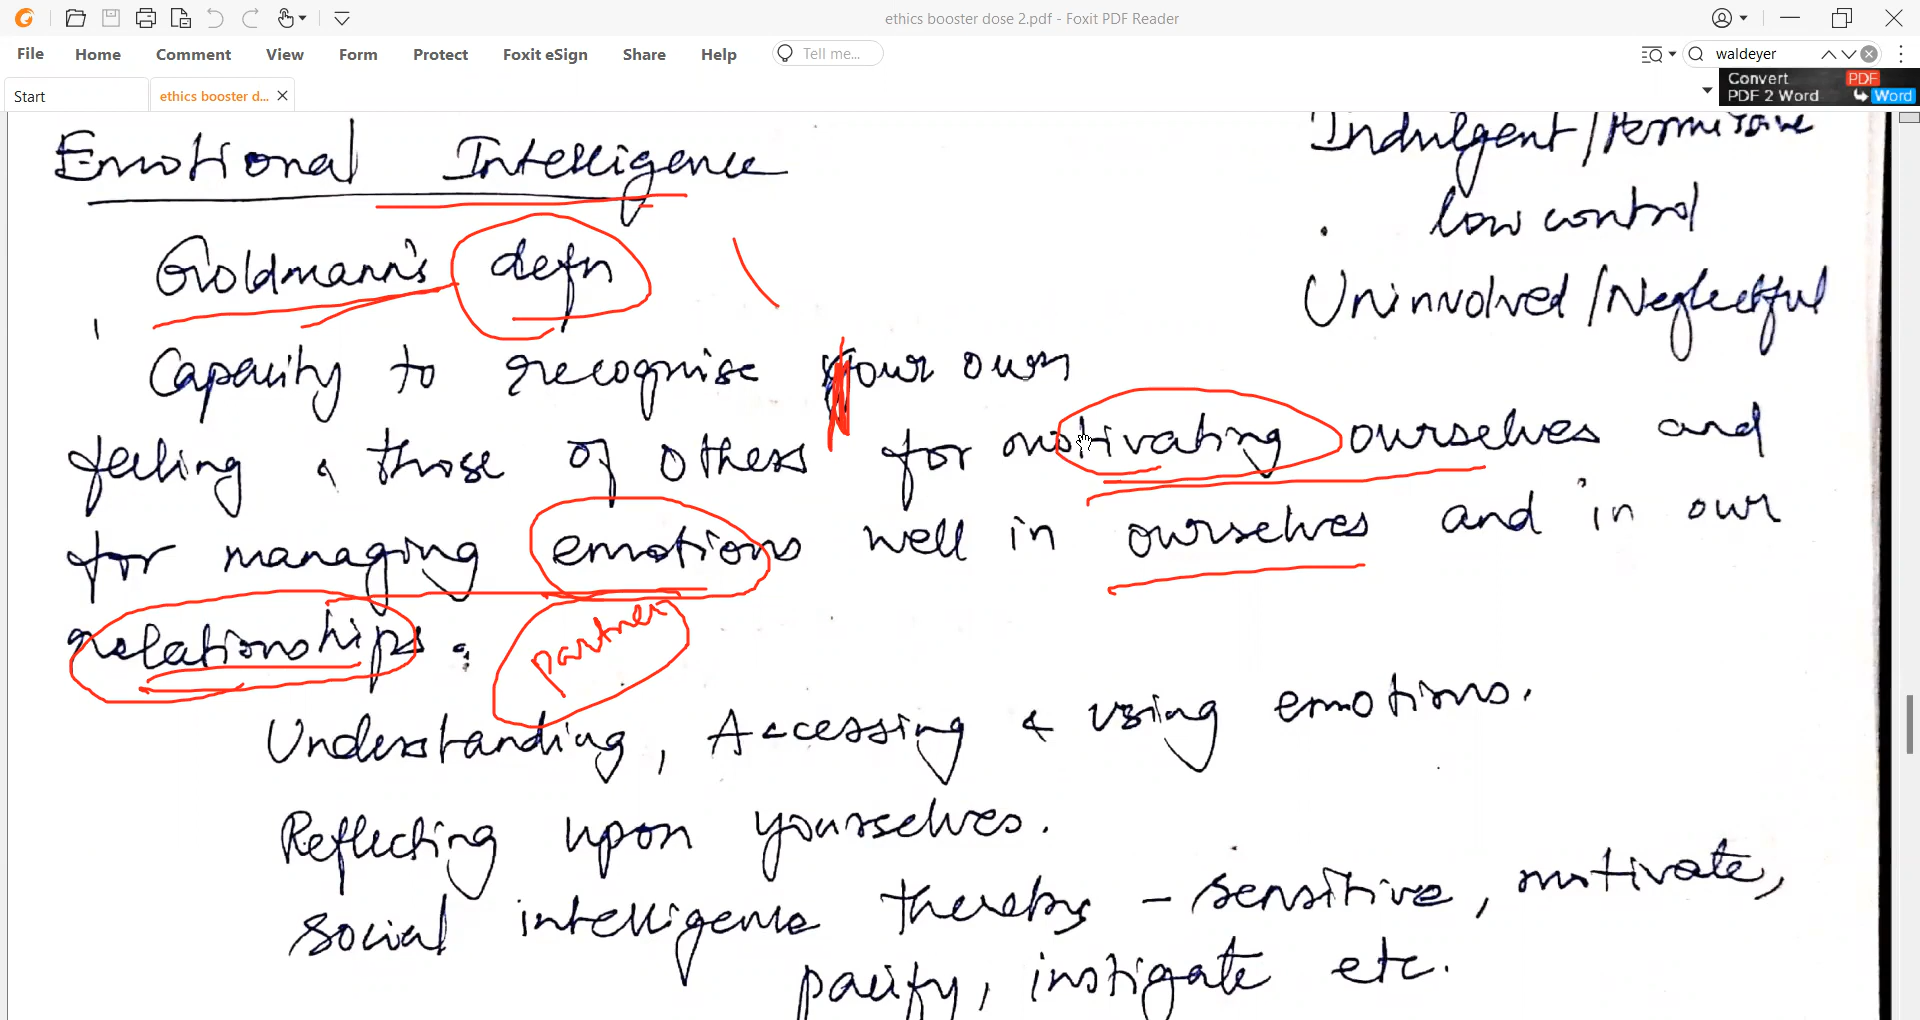 ethics booster dose 2.pdf - Foxit PDF Reader
File Home Comment View Form Protect Foxit eSign Share Help Tell me... waldeyer
Convert PDF
PDF 2 Word Word
Start ethics booster d...
Emotional Intelligence
Goldmann's defn
Capacity to recognise your own
feeling & those of others for motivating ourselves and
for managing emotions well in ourselves and in our
relationships.
partner
Understanding, Accessing & using emotions.
Reflecting upon yourselves.
social intelligence thereby - sensitive, motivate,
pacify, instigate etc.
Indulgent/Permissive
low control
Uninvolved/Neglectful